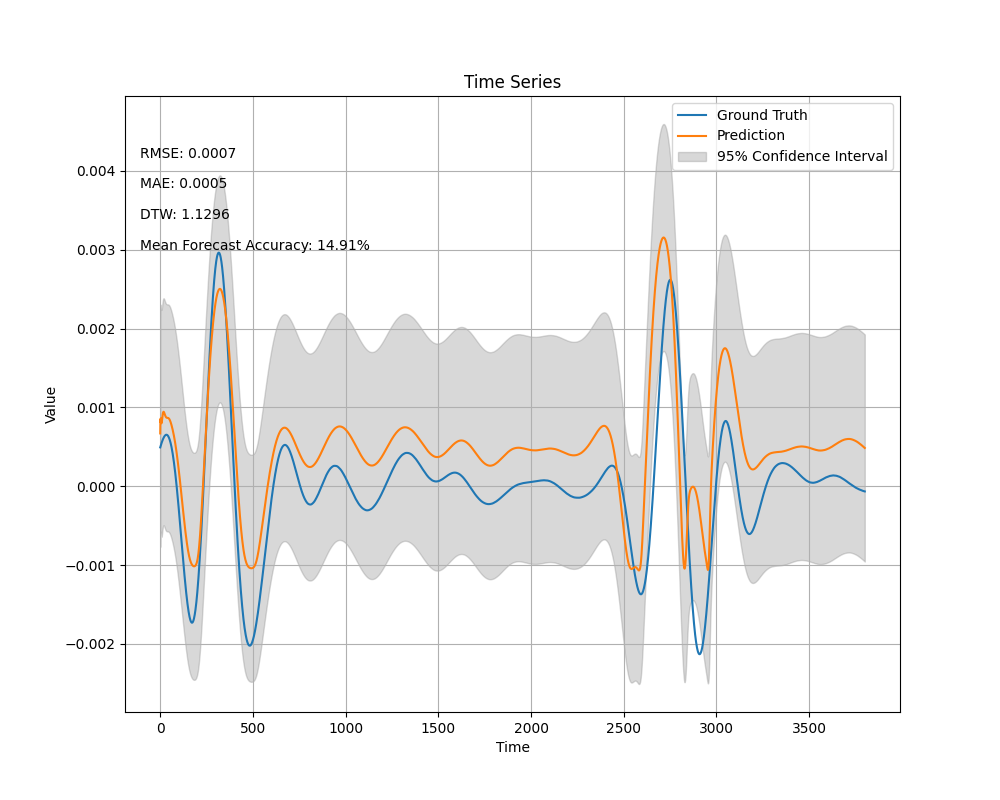 Time Series
Ground Truth
Prediction
95% Confidence Interval
RMSE: 0.0007
MAE: 0.0005
DTW: 1.1296
Mean Forecast Accuracy: 14.91%
0.004
0.003
0.002
0.001
0.000
−0.001
−0.002
Value
0
500
1000
1500
2000
2500
3000
3500
Time